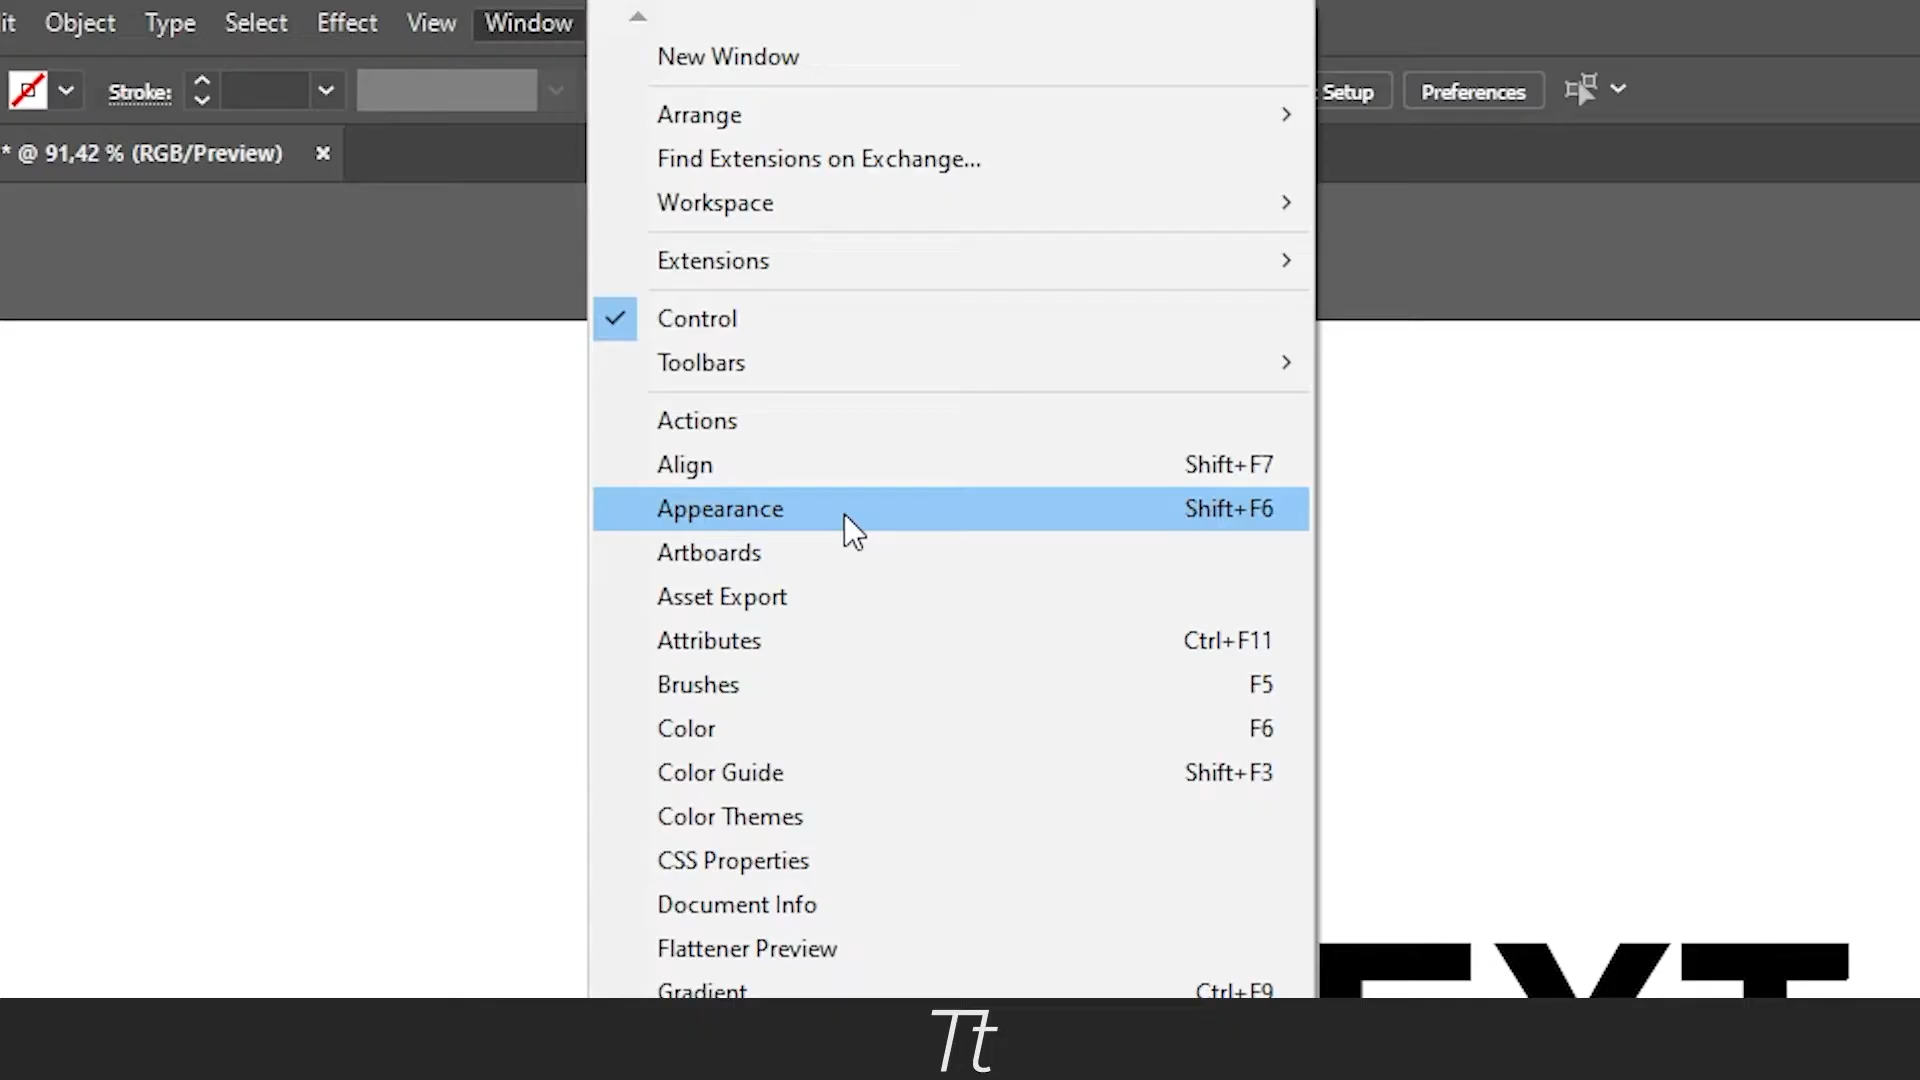 it Object Type Select Effect View Window
Stroke:
Setup Preferences
* @ 91,42 % (RGB/Preview) ×
New Window
Arrange
Find Extensions on Exchange...
Workspace
Extensions
Control
Toolbars
Actions
Align Shift+F7
Appearance Shift+F6
Artboards
Asset Export
Attributes Ctrl+F11
Brushes F5
Color F6
Color Guide Shift+F3
Color Themes
CSS Properties
Document Info
Flattener Preview
Gradient Ctrl+F9
EXT
Tt